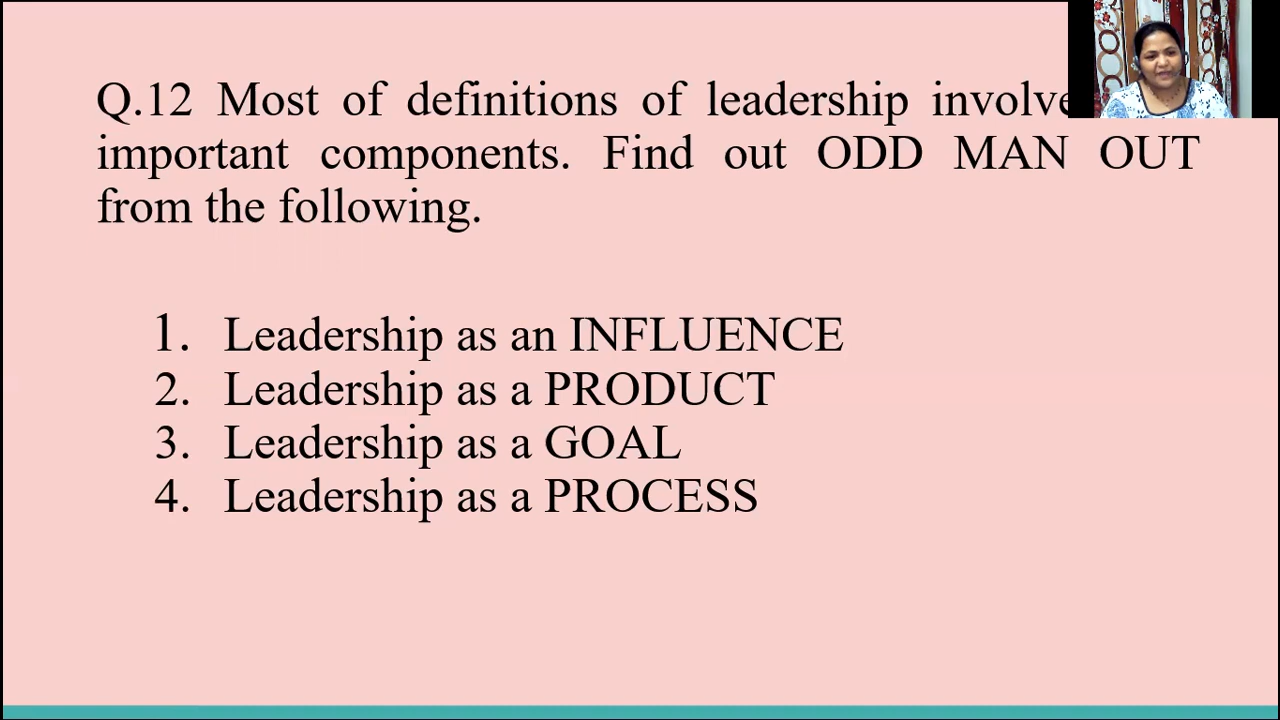 Q.12 Most of definitions of leadership
important components. Find out ODD MAN OUT
from the following.
1. Leadership as an INFLUENCE
2. Leadership as a PRODUCT
3. Leadership as a GOAL
4. Leadership as a PROCESS